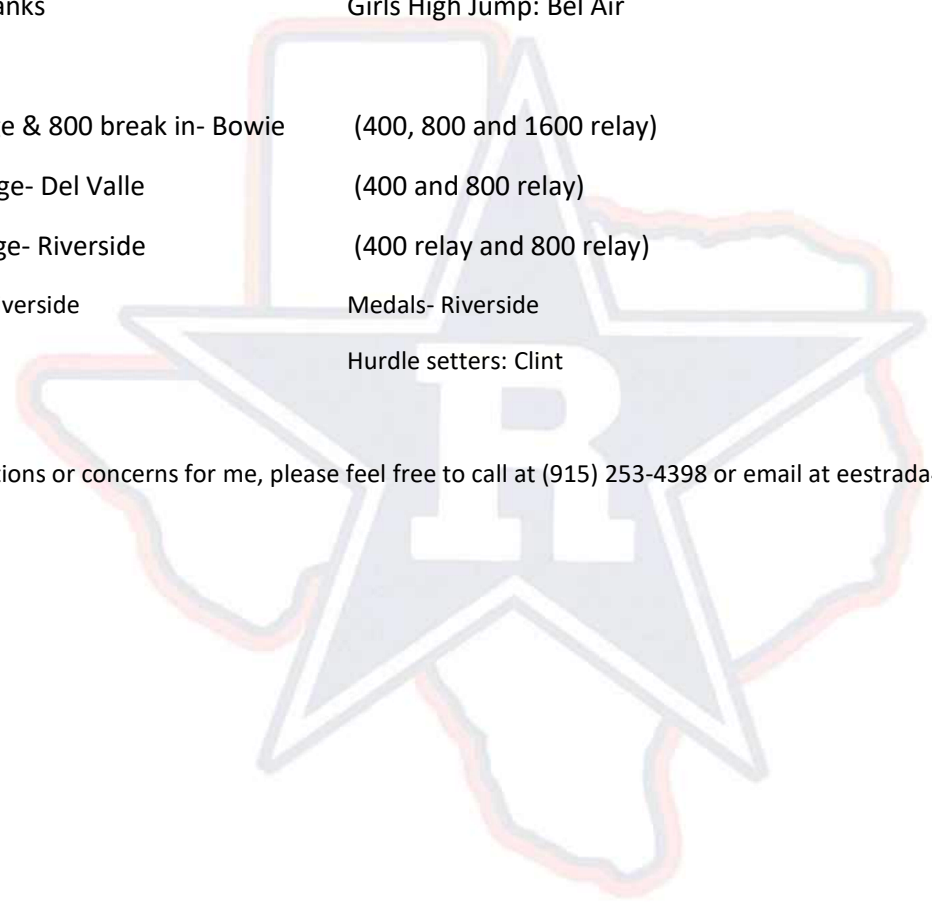 anks Girls High Jump: Bel Air
e & 800 break in- Bowie (400, 800 and 1600 relay)
ge- Del Valle (400 and 800 relay)
ge- Riverside (400 relay and 800 relay)
verside Medals- Riverside
Hurdle setters: Clint
tions or concerns for me, please feel free to call at (915) 253-4398 or email at eestrada
R